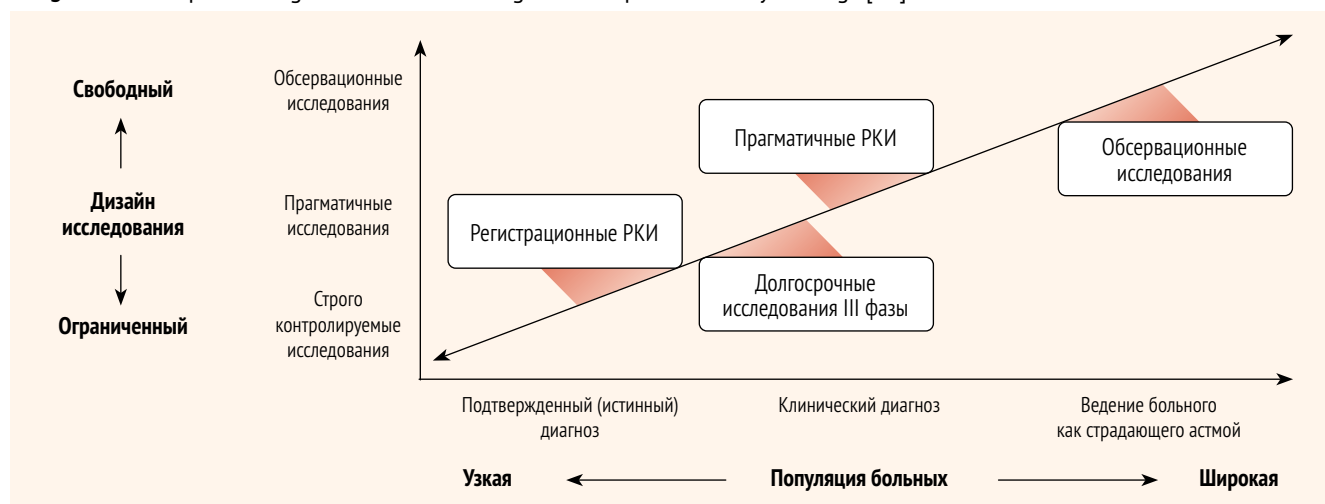 Свободный
Дизайн
исследования
Ограниченный
Обсервационные
исследования
Прагматичные
исследования
Строго
контролируемые
исследования
Регистрационные РКИ
Прагматичные РКИ
Долгосрочные
исследования III фазы
Обсервационные
исследования
Подтвержденный (истинный)
диагноз
Клинический диагноз
Ведение больного
как страдающего астмой
Узкая
Популяция больных
Широкая